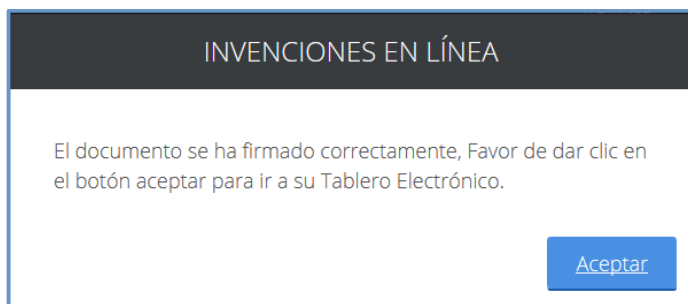 INVENCIONES EN LÍNEA
El documento se ha firmado correctamente, Favor de dar clic en
el botón aceptar para ir a su Tablero Electrónico.
Aceptar